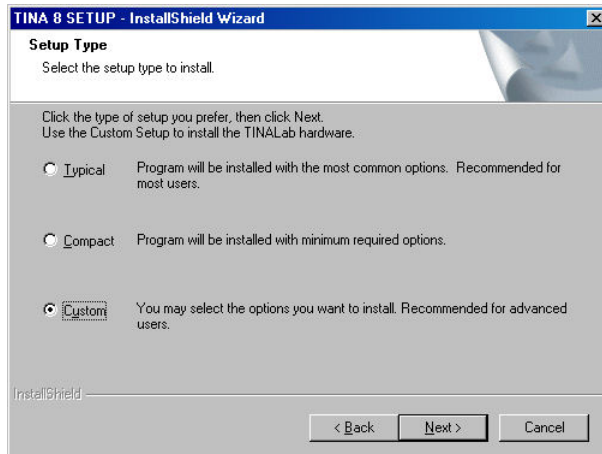 TINA 8 SETUP - InstallShield Wizard
Setup Type
Select the setup type to install.
Click the type of setup you prefer, then click Next.
Use the Custom Setup to install the TINALab hardware.
Typical
Program will be installed with the most common options. Recommended for
most users.
Compact
Program will be installed with minimum required options.
Custom
You may select the options you want to install. Recommended for advanced
users.
InstallShield
< Back
Next >
Cancel